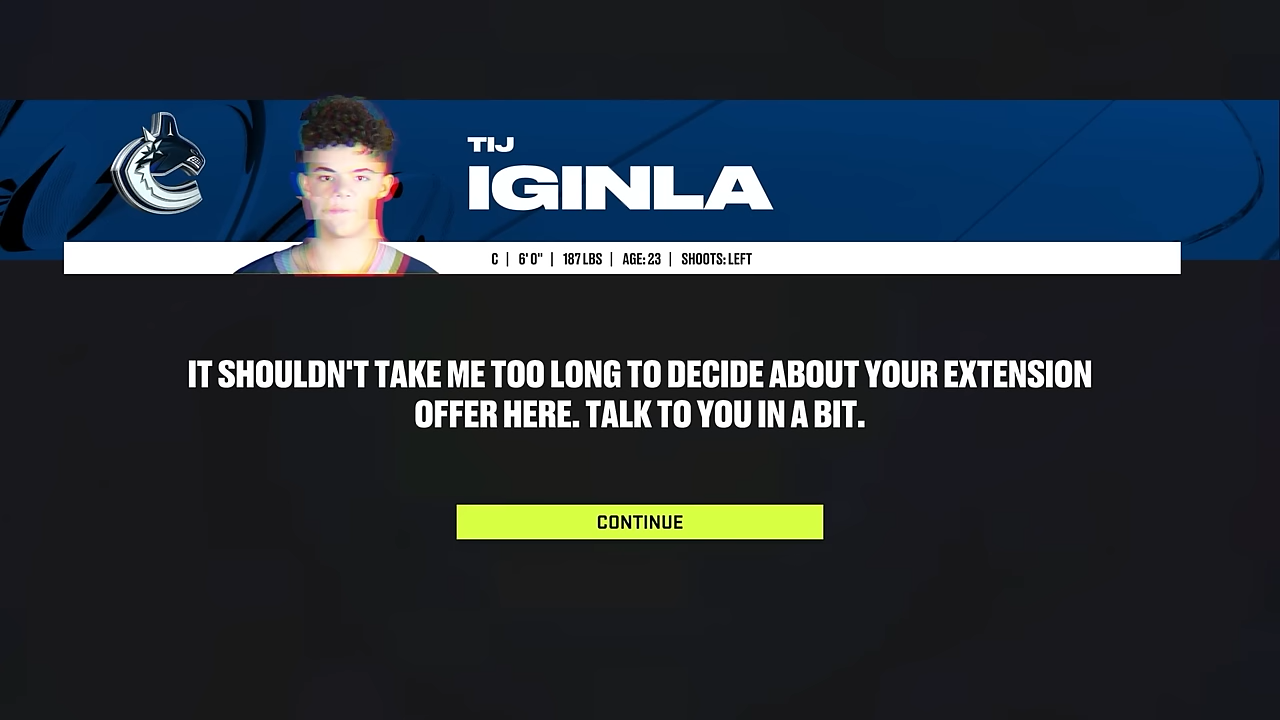 TIJ
IGINLA
C | 6' 0" | 187 LBS | AGE: 23 | SHOOTS: LEFT
IT SHOULDN'T TAKE ME TOO LONG TO DECIDE ABOUT YOUR EXTENSION
OFFER HERE. TALK TO YOU IN A BIT.
CONTINUE